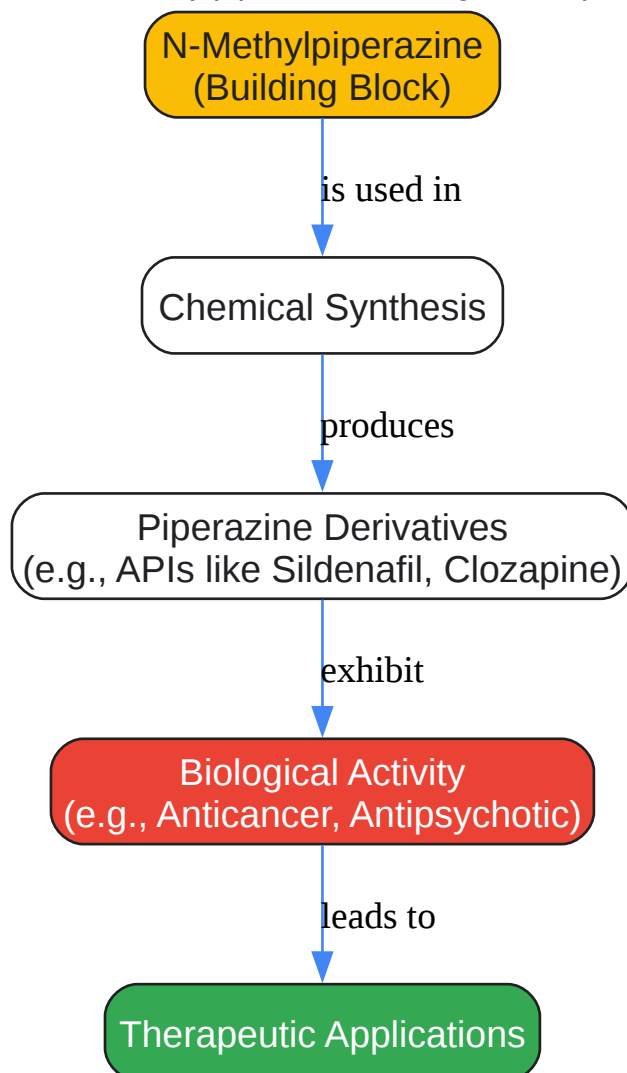 N-Methylpiperazine
(Building Block)
is used in
Chemical Synthesis
produces
Piperazine Derivatives
(e.g., APIs like Sildenafil, Clozapine)
exhibit
Biological Activity
(e.g., Anticancer, Antipsychotic)
leads to
Therapeutic Applications